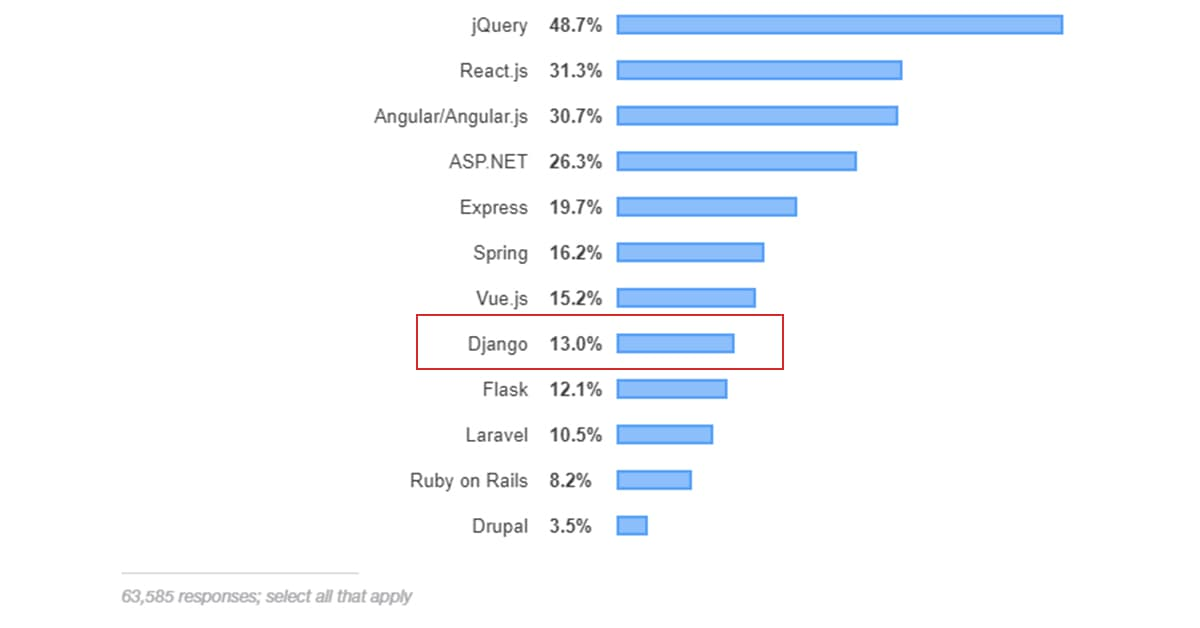 jQuery 48.7%
React.js 31.3%
Angular/Angular.js 30.7%
ASP.NET 26.3%
Express 19.7%
Spring 16.2%
Vue.js 15.2%
Django 13.0%
Flask 12.1%
Laravel 10.5%
Ruby on Rails 8.2%
Drupal 3.5%
63,585 responses; select all that apply